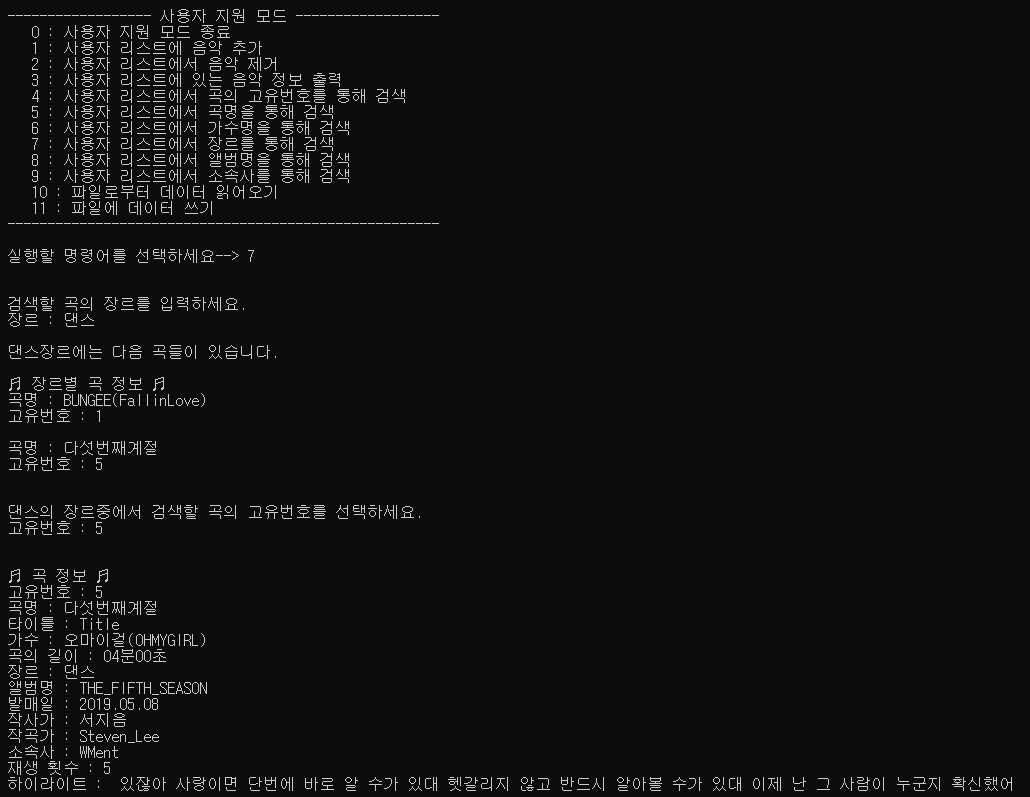 ------------------ 사용자 지원 모드 ------------------
0 : 사용자 지원 모드 종료
1 : 사용자 리스트에 음악 추가
2 : 사용자 리스트에서 음악 제거
3 : 사용자 리스트에 있는 음악 정보 출력
4 : 사용자 리스트에서 곡의 고유번호를 통해 검색
5 : 사용자 리스트에서 곡명을 통해 검색
6 : 사용자 리스트에서 가수명을 통해 검색
7 : 사용자 리스트에서 장르를 통해 검색
8 : 사용자 리스트에서 앨범명을 통해 검색
9 : 사용자 리스트에서 소속사를 통해 검색
10 : 파일로부터 데이터 읽어오기
11 : 파일에 데이터 쓰기
------------------------------------------------------
실행할 명령어를 선택하세요--> 7
검색할 곡의 장르를 입력하세요.
장르 : 댄스
댄스장르에는 다음 곡들이 있습니다.
♬ 장르별 곡 정보 ♬
곡명 : BUNGEE(FallinLove)
고유번호 : 1
곡명 : 다섯번째계절
고유번호 : 5
댄스의 장르중에서 검색할 곡의 고유번호를 선택하세요.
고유번호 : 5
♬ 곡 정보 ♬
고유번호 : 5
곡명 : 다섯번째계절
타이틀 : Title
가수 : 오마이걸(OHMYGIRL)
곡의 길이 : 04분00초
장르 : 댄스
앨범명 : THE_FIFTH_SEASON
발매일 : 2019.05.08
작사가 : 서지음
작곡가 : Steven_Lee
소속사 : WMent
재생 횟수 : 5
하이라이트 : 있잖아 사랑이면 단번에 바로 알 수가 있대 헷갈리지 않고 반드시 알아볼 수가 있대 이제 난 그 사람이 누군지 확신했어